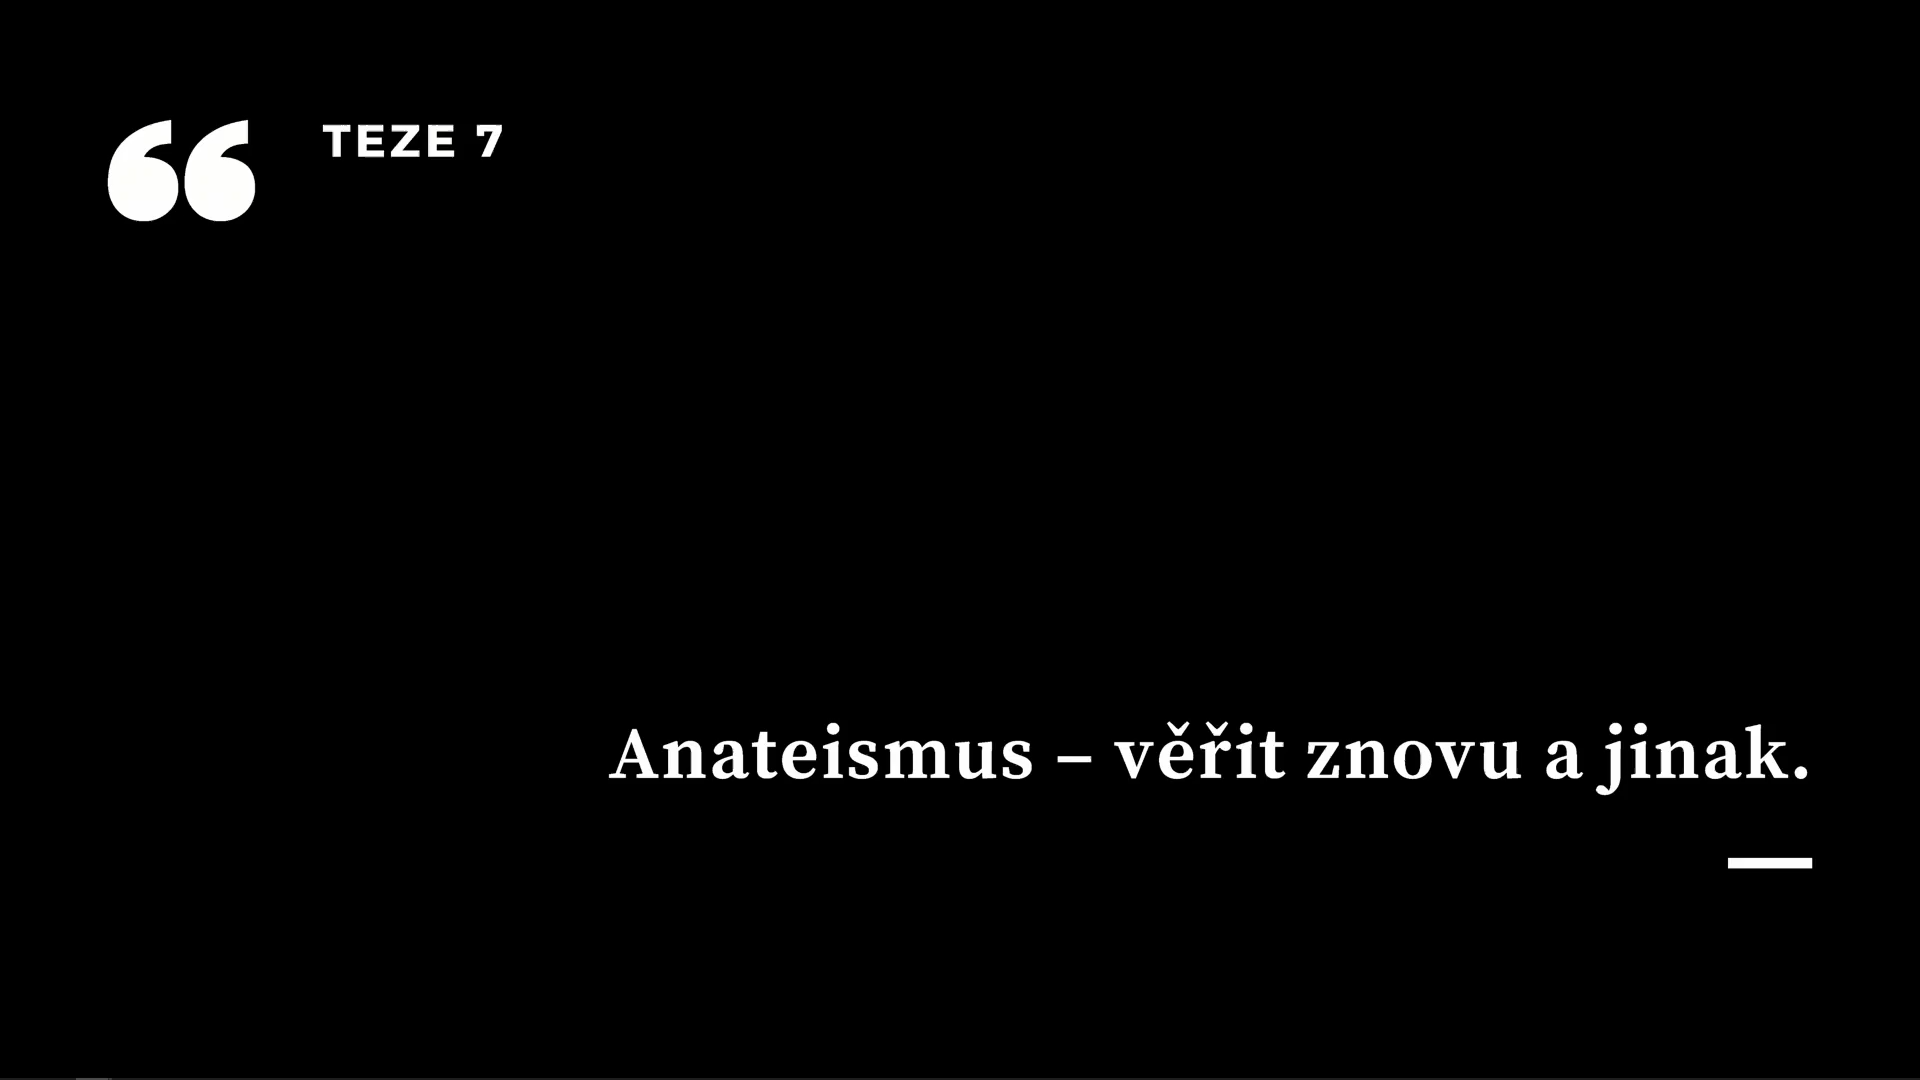 “
TEZE 7
Anateismus – věřit znovu a jinak.